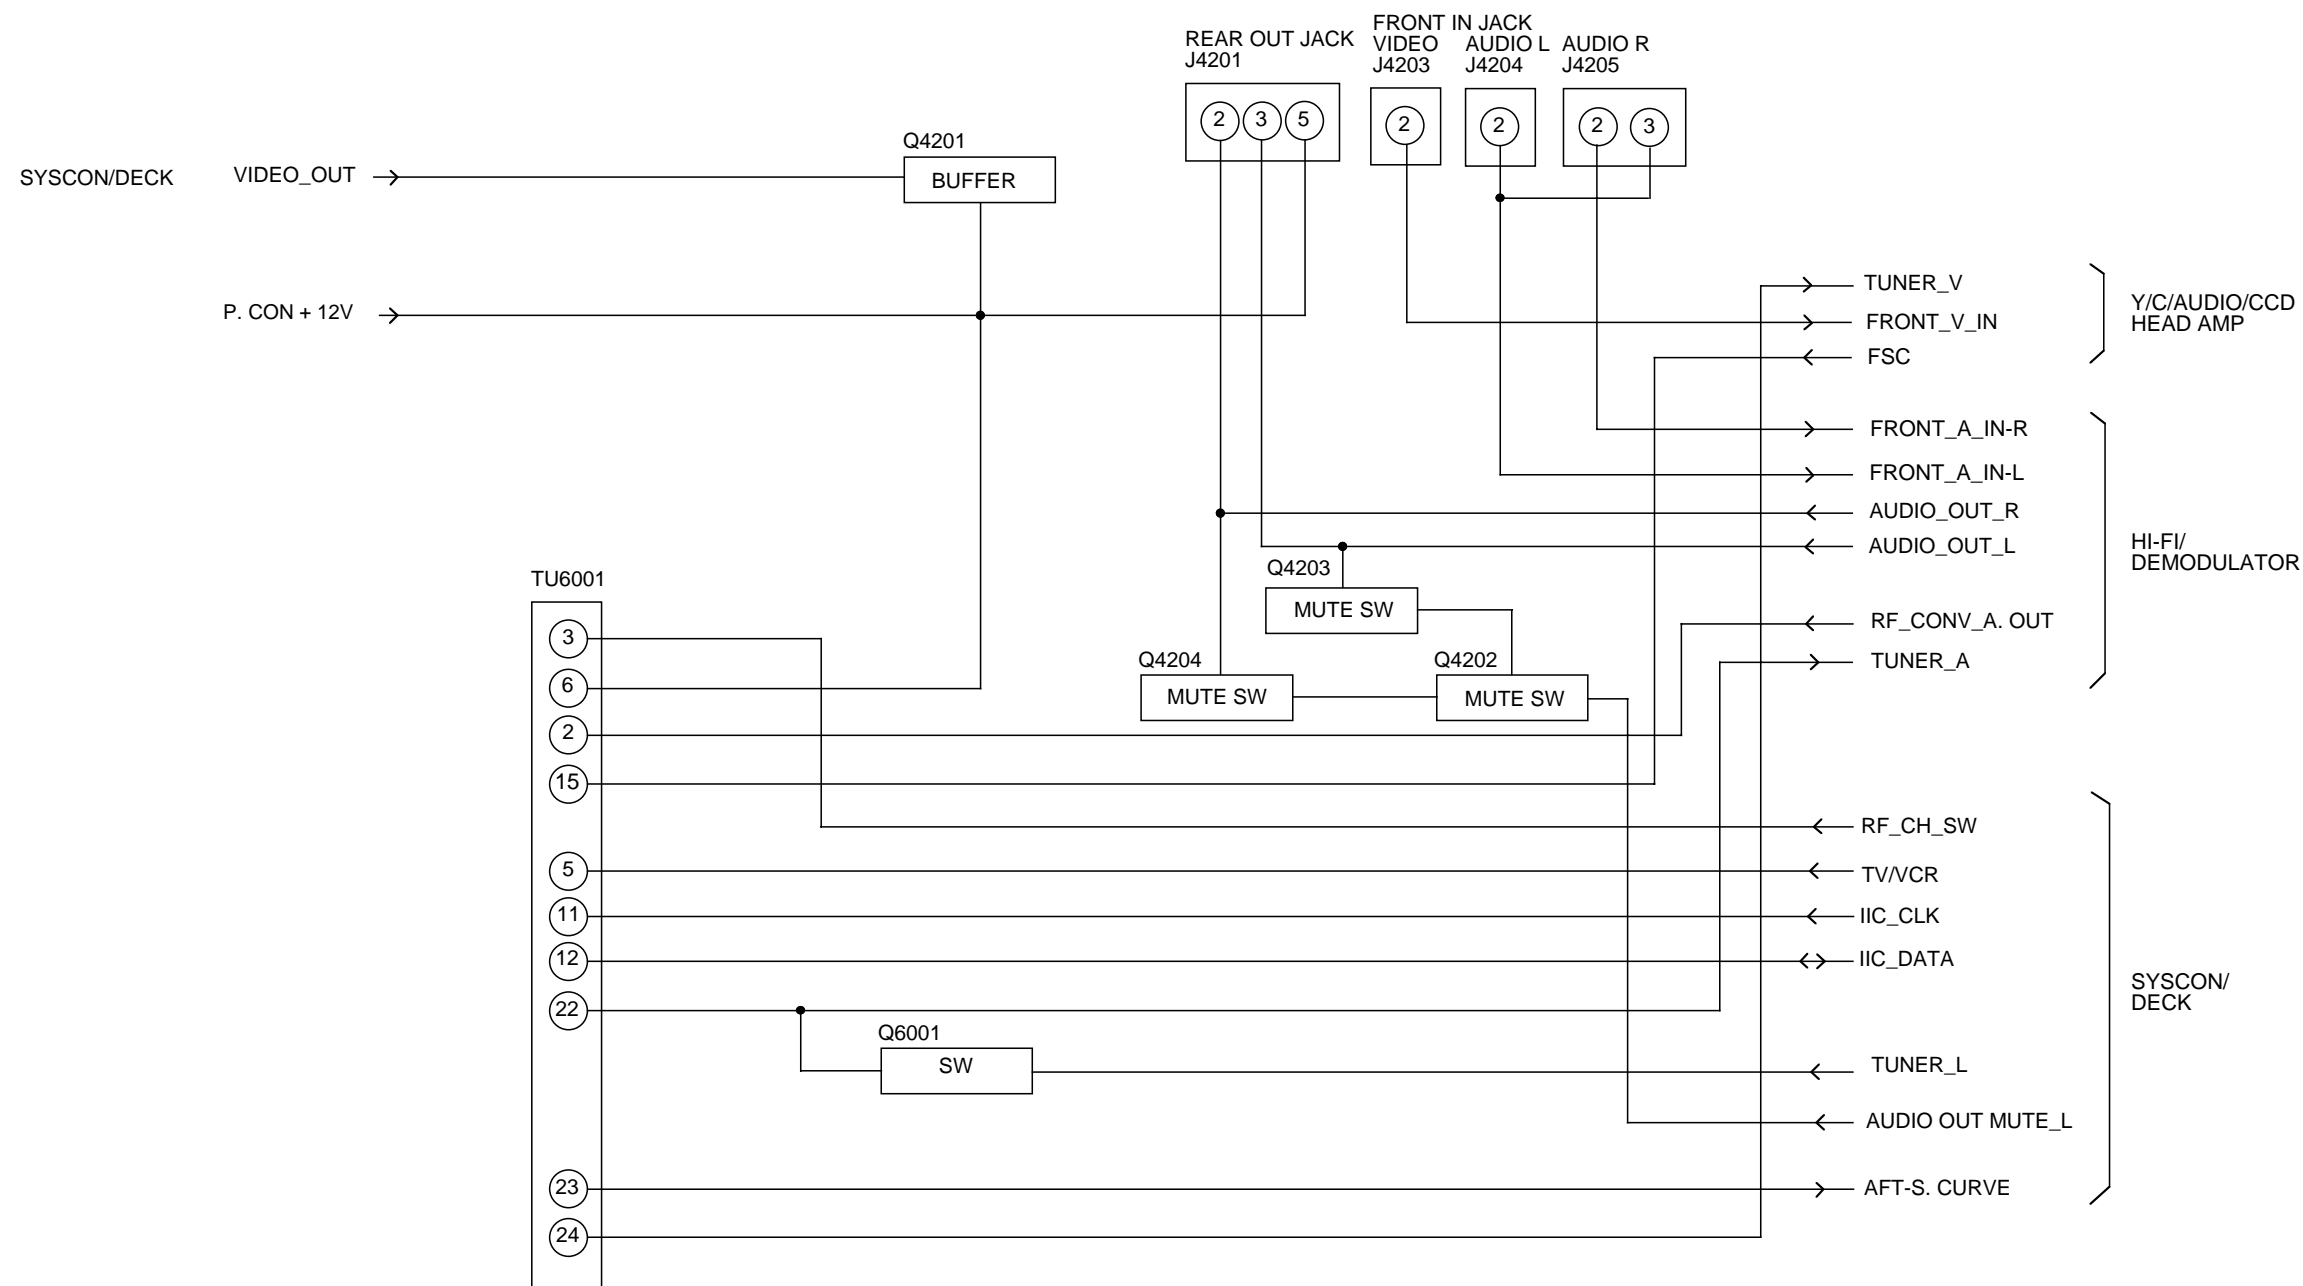 REAR OUT JACK
J4201
FRONT IN JACK
VIDEO
J4203
AUDIO L
J4204
AUDIO R
J4205
2 3 5
2
2
2 3
Q4201
BUFFER
SYSCON/DECK
VIDEO_OUT
P. CON + 12V
TUNER_V
FRONT_V_IN
FSC
Y/C/AUDIO/CCD
HEAD AMP
FRONT_A_IN-R
FRONT_A_IN-L
AUDIO_OUT_R
AUDIO_OUT_L
RF_CONV_A. OUT
TUNER_A
HI-FI/
DEMODULATOR
Q4203
MUTE SW
Q4204
MUTE SW
Q4202
MUTE SW
TU6001
3
6
2
15
5
11
12
22
23
24
Q6001
SW
RF_CH_SW
TV/VCR
IIC_CLK
IIC_DATA
TUNER_L
AUDIO OUT MUTE_L
AFT-S. CURVE
SYSCON/
DECK